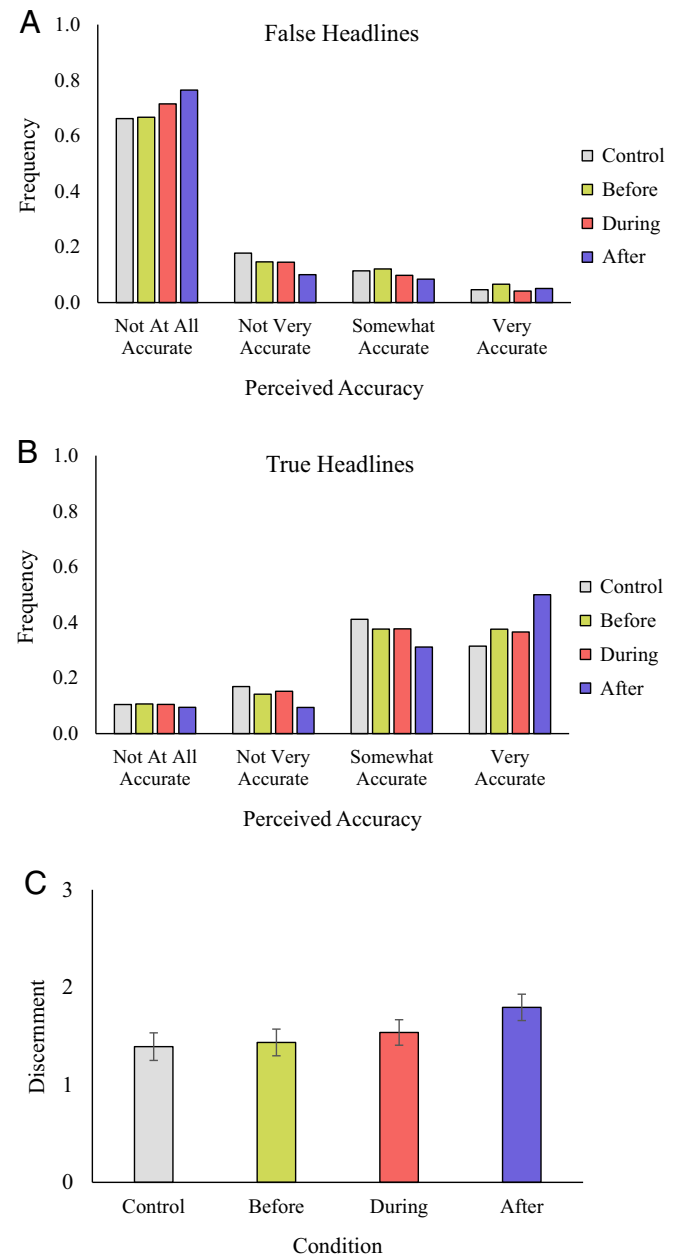 A
False Headlines
1.0
0.8
0.6
0.4
0.2
0.0
Frequency
Control
Before
During
After
Not At All
Accurate
Not Very
Accurate
Somewhat
Accurate
Very
Accurate
Perceived Accuracy
B
True Headlines
1.0
0.8
0.6
0.4
0.2
0.0
Frequency
Control
Before
During
After
Not At All
Accurate
Not Very
Accurate
Somewhat
Accurate
Very
Accurate
Perceived Accuracy
C
3
2
1
0
Discernment
Control
Before
During
After
Condition